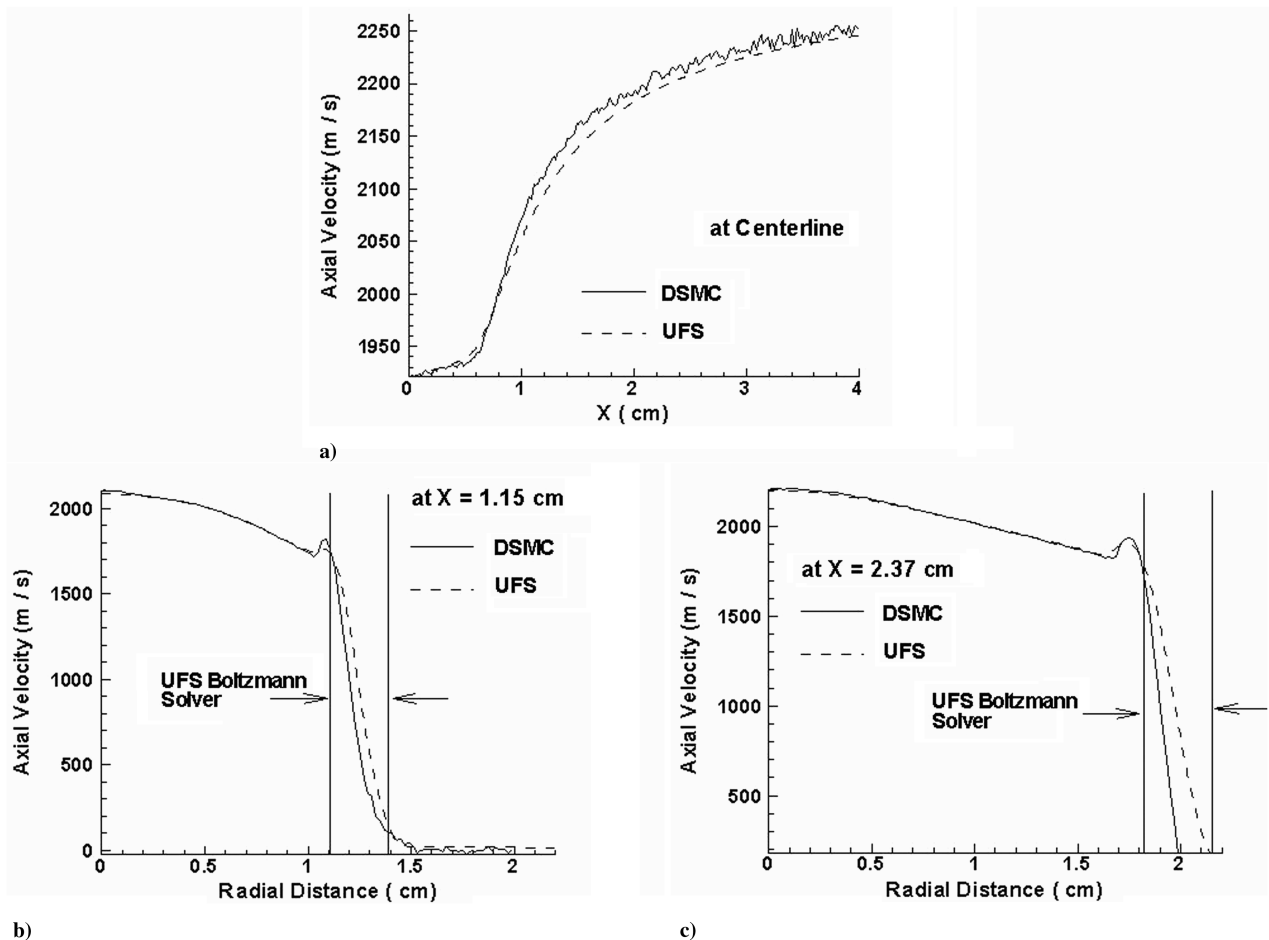 2250
2200
2150
2100
2050
2000
1950
Axial Velocity (m / s)
at Centerline
DSMC
UFS
0 1 2 3 4
X ( cm)
a)
2000
1500
1000
500
0
Axial Velocity (m / s)
at X = 1.15 cm
DSMC
UFS
UFS Boltzmann
Solver
0 0.5 1 1.5 2
Radial Distance ( cm)
b)
2000
1500
1000
500
Axial Velocity (m / s)
at X = 2.37 cm
DSMC
UFS
UFS Boltzmann
Solver
0 0.5 1 1.5 2
Radial Distance ( cm)
c)